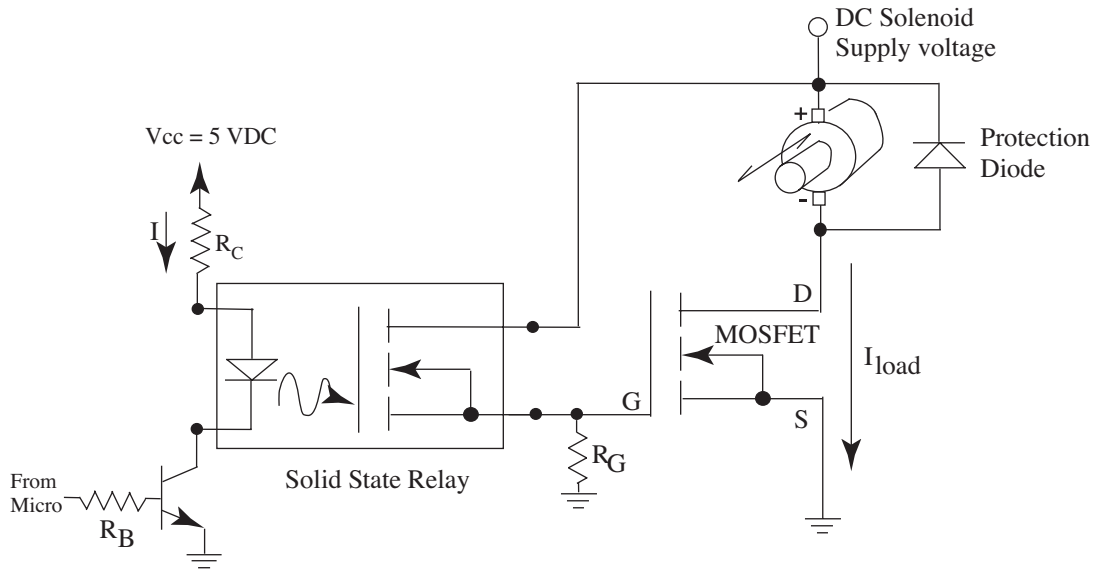 DC Solenoid
Supply voltage
Vcc = 5 VDC
+
Protection
Diode
-
I
RC
D
MOSFET
Iload
G
S
RG
Solid State Relay
From
Micro
RB